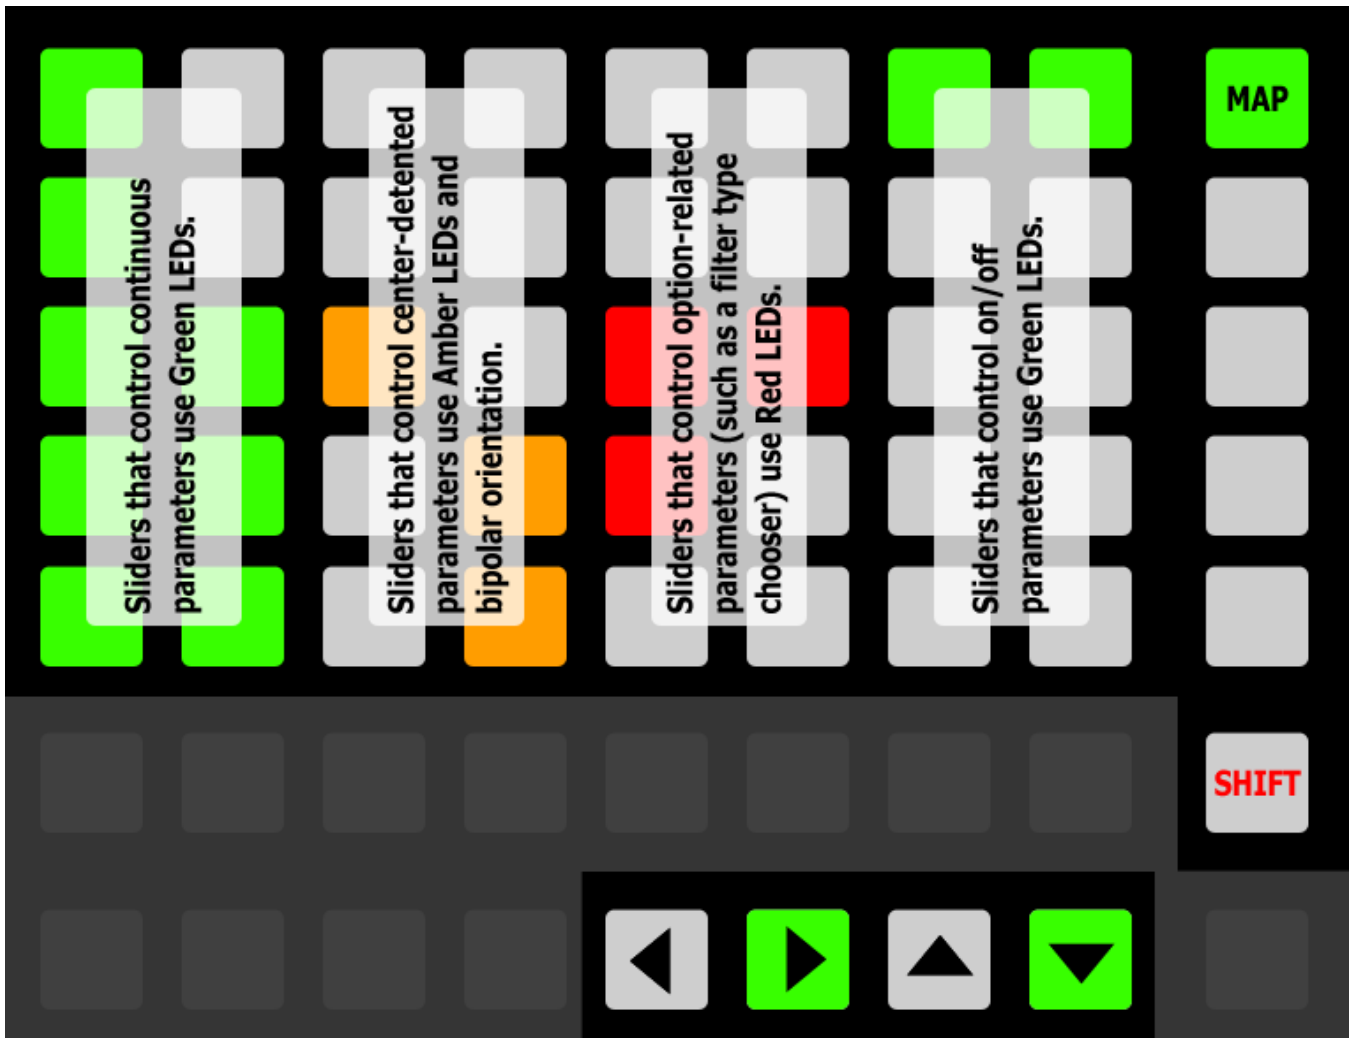 Sliders that control continuous
parameters use Green LEDs.
Sliders that control center-detented
parameters use Amber LEDs and
bipolar orientation.
Sliders that control option-related
parameters (such as a filter type
chooser) use Red LEDs.
Sliders that control on/off
parameters use Green LEDs.
MAP
SHIFT